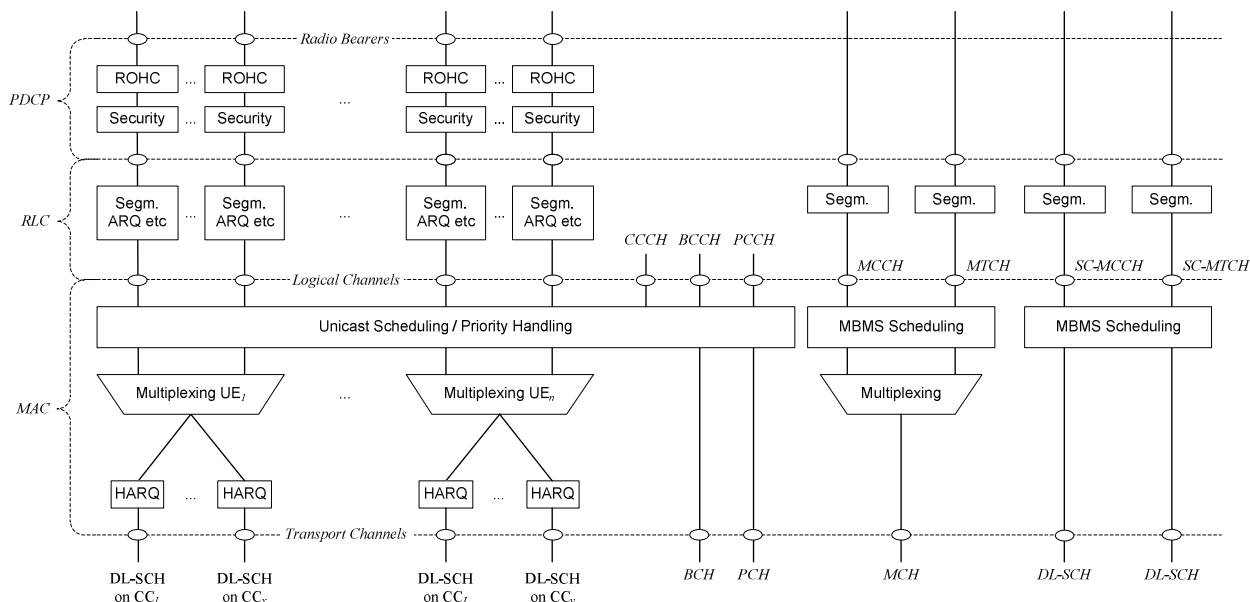 Radio Bearers
ROHC ... ROHC ROHC ... ROHC
PDCP ...
Security ... Security Security ... Security
Segm. Segm. Segm. Segm. Segm. Segm. Segm. Segm.
RLC ARQ etc ... ARQ etc ... ARQ etc ... ARQ etc
CCCH BCCH PCCH
MCCH MTCH SC-MCCH SC-MTCH
Logical Channels
Unicast Scheduling / Priority Handling MBMS Scheduling MBMS Scheduling
Multiplexing UE1 ... Multiplexing UEn Multiplexing
MAC
HARQ ... HARQ HARQ ... HARQ
Transport Channels
DL-SCH DL-SCH DL-SCH DL-SCH BCH PCH MCH DL-SCH DL-SCH
on CC1 on CCx on CC1 on CCy